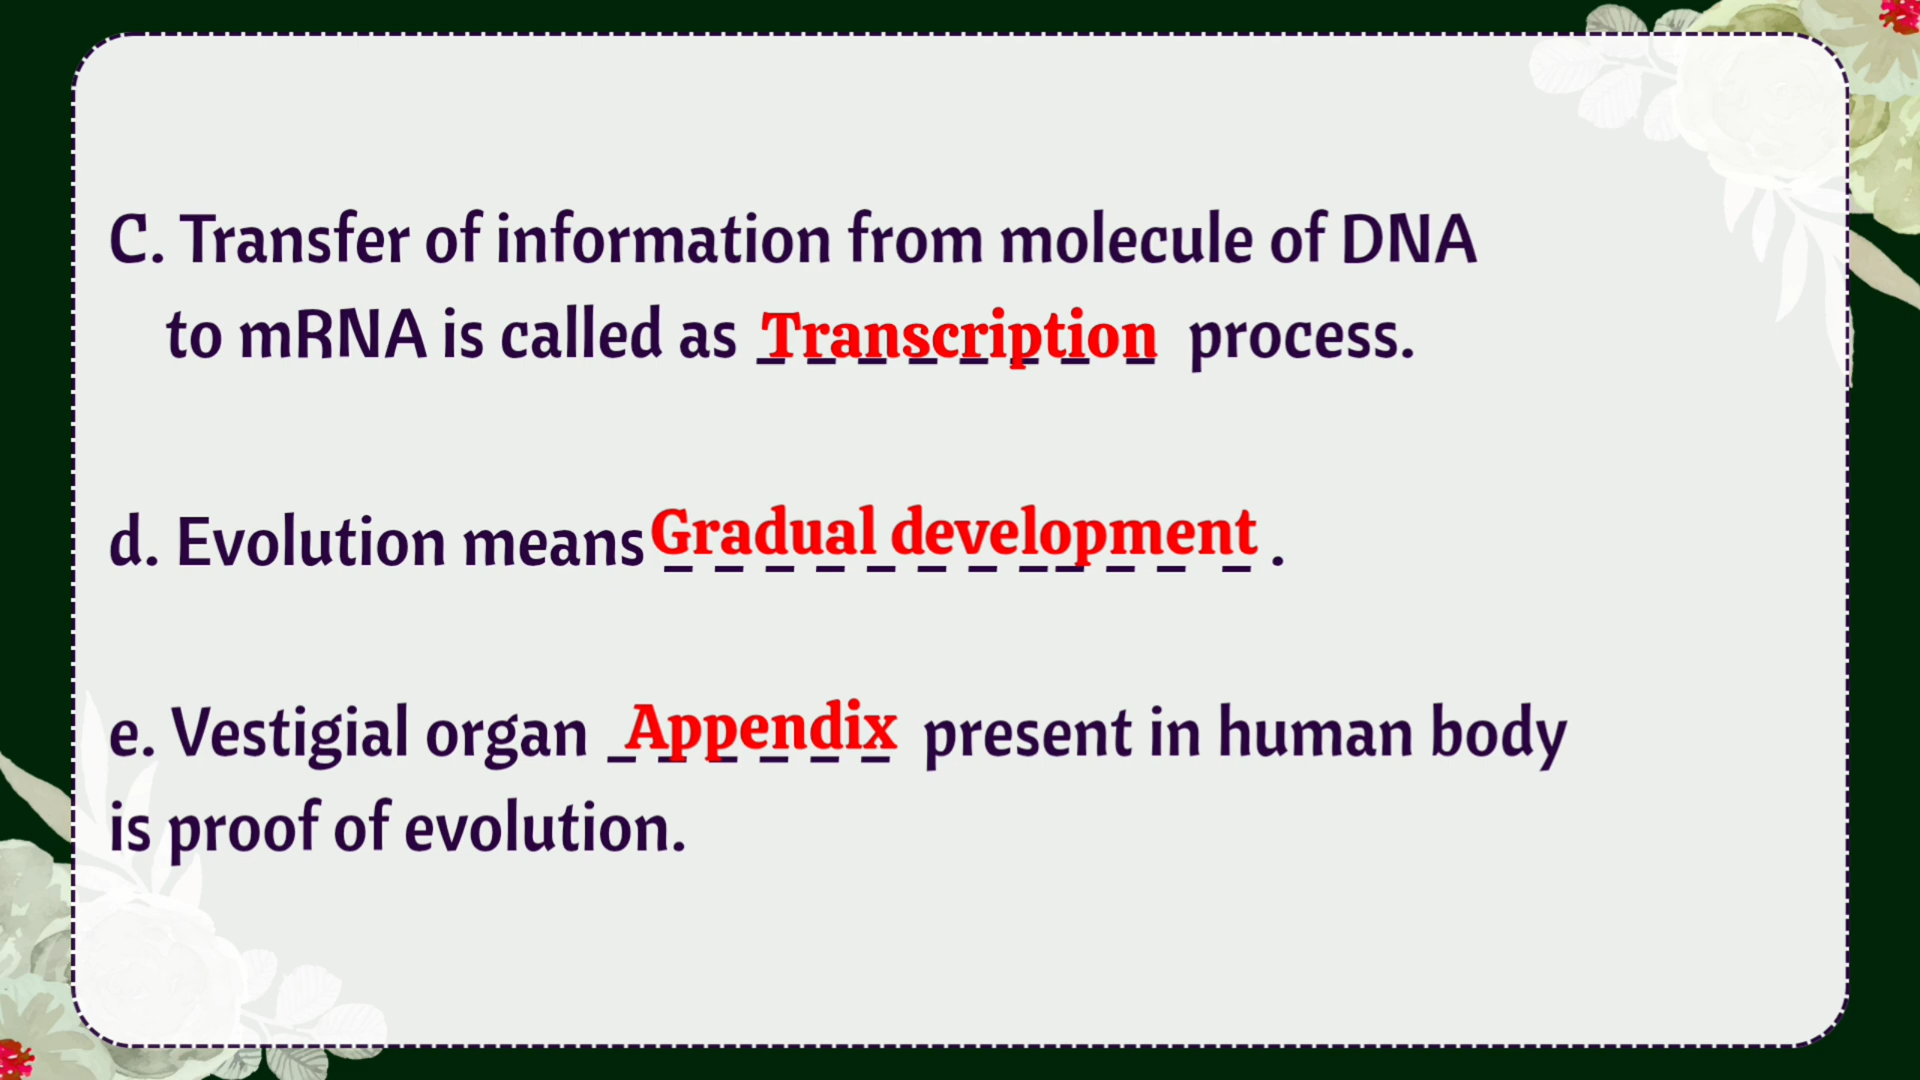 C. Transfer of information from molecule of DNA
to mRNA is called as Transcription process.
d. Evolution means Gradual development .
e. Vestigial organ Appendix present in human body
is proof of evolution.